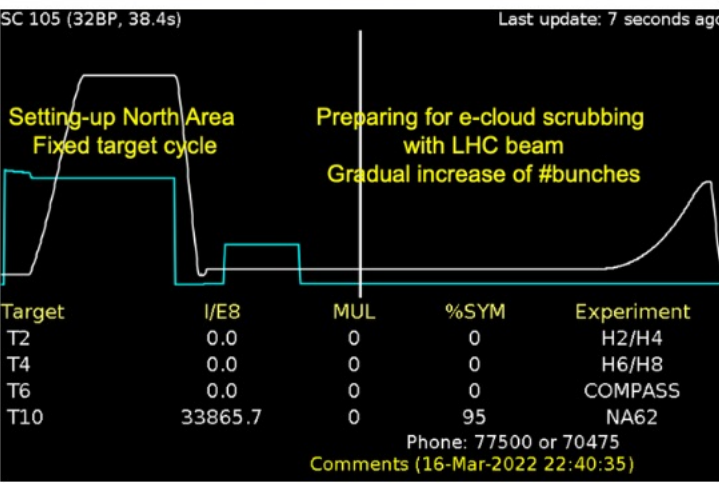 SC 105 (32BP, 38.4s) Last update: 7 seconds ago
Setting-up North Area
Fixed target cycle
Preparing for e-cloud scrubbing
with LHC beam
Gradual increase of #bunches
Target I/E8 MUL %SYM Experiment
T2 0.0 0 0 H2/H4
T4 0.0 0 0 H6/H8
T6 0.0 0 0 COMPASS
T10 33865.7 0 95 NA62
Phone: 77500 or 70475
Comments (16-Mar-2022 22:40:35)